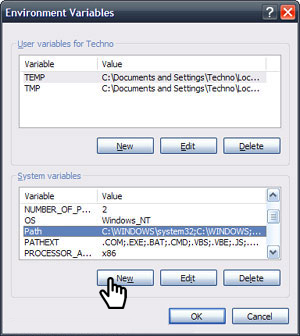 Environment Variables
User variables for Techno
Variable Value
TEMP C:\Documents and Settings\Techno\Loc...
TMP C:\Documents and Settings\Techno\Loc...
New Edit Delete
System variables
Variable Value
NUMBER_OF_P... 2
OS Windows_NT
Path C:\WINDOWS\system32;C:\WINDOWS;...
PATHEXT .COM;.EXE;.BAT;.CMD;.VBS;.VBE;.JS;....
PROCESSOR_A... x86
New Edit Delete
OK Cancel